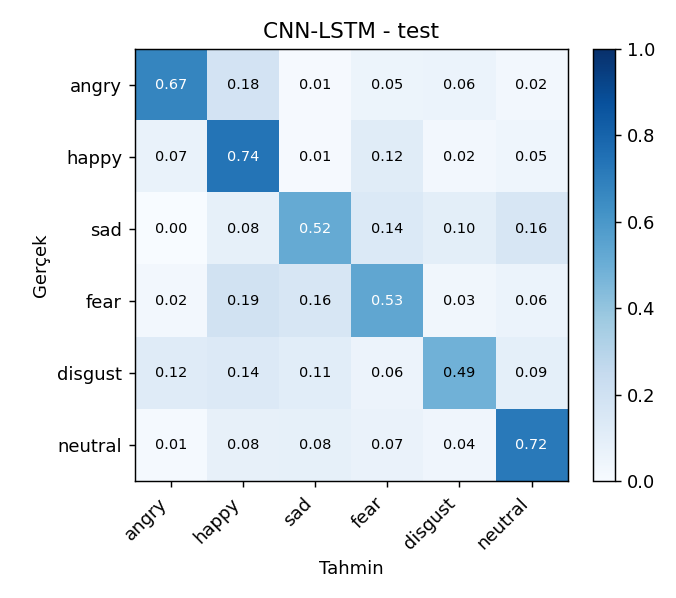 CNN-LSTM - test
Gerçek
angry 0.67 0.18 0.01 0.05 0.06 0.02
happy 0.07 0.74 0.01 0.12 0.02 0.05
sad 0.00 0.08 0.52 0.14 0.10 0.16
fear 0.02 0.19 0.16 0.53 0.03 0.06
disgust 0.12 0.14 0.11 0.06 0.49 0.09
neutral 0.01 0.08 0.08 0.07 0.04 0.72
angry happy sad fear disgust neutral
Tahmin
1.0
0.8
0.6
0.4
0.2
0.0